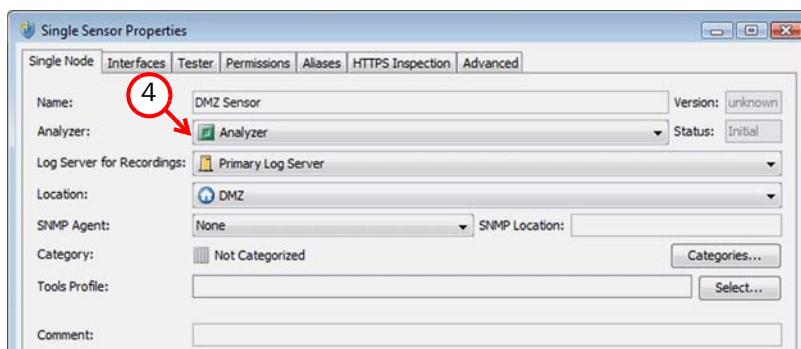 Single Sensor Properties
Single Node Interfaces Tester Permissions Aliases HTTPS Inspection Advanced
4
Name: DMZ Sensor Version: unknown
Analyzer: Analyzer Status: Initial
Log Server for Recordings: Primary Log Server
Location: DMZ
SNMP Agent: None SNMP Location:
Category: Not Categorized Categories...
Tools Profile: Select...
Comment: